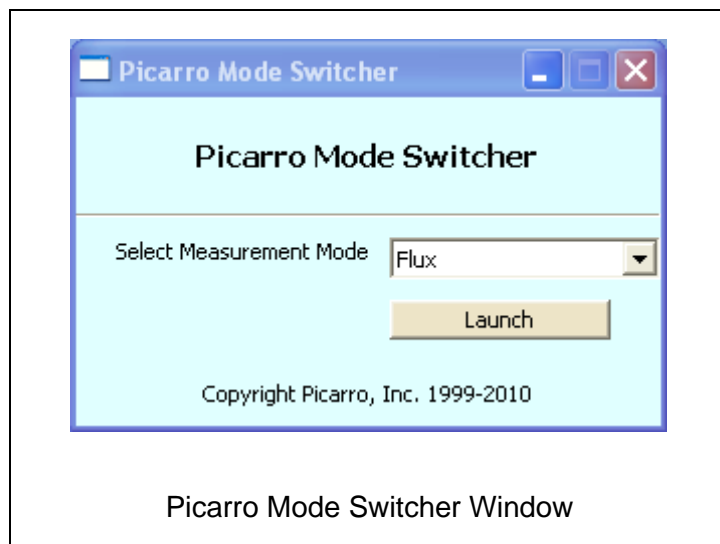 Picarro Mode Switcher
Picarro Mode Switcher
Select Measurement Mode Flux
Launch
Copyright Picarro, Inc. 1999-2010
Picarro Mode Switcher Window